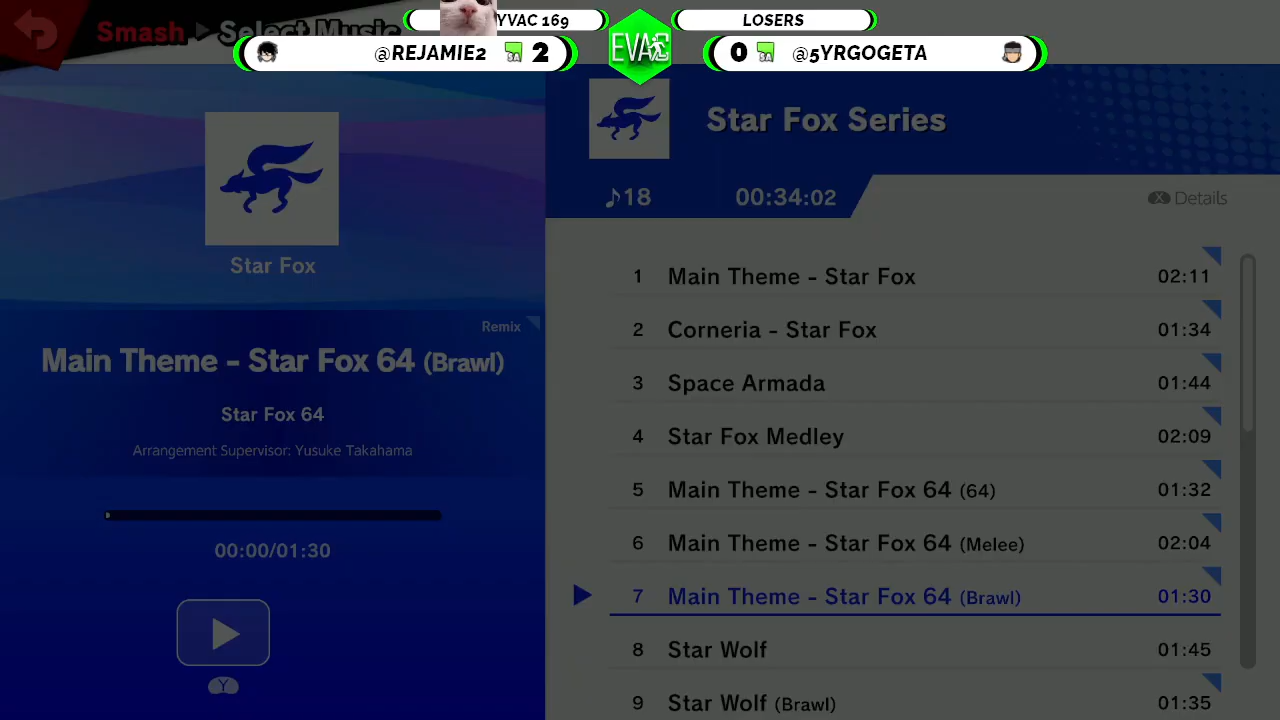 Smash ▶ Select Music
YVAC 169
LOSERS
@REJAMIE2 SA 2
EVAC
0 SA @5YRGOGETA
Star Fox Series
♪18 00:34:02
X Details
Star Fox
Remix
Main Theme - Star Fox 64 (Brawl)
Star Fox 64
Arrangement Supervisor: Yusuke Takahama
00:00/01:30
Y
1 Main Theme - Star Fox 02:11
2 Corneria - Star Fox 01:34
3 Space Armada 01:44
4 Star Fox Medley 02:09
5 Main Theme - Star Fox 64 (64) 01:32
6 Main Theme - Star Fox 64 (Melee) 02:04
7 Main Theme - Star Fox 64 (Brawl) 01:30
8 Star Wolf 01:45
9 Star Wolf (Brawl) 01:35